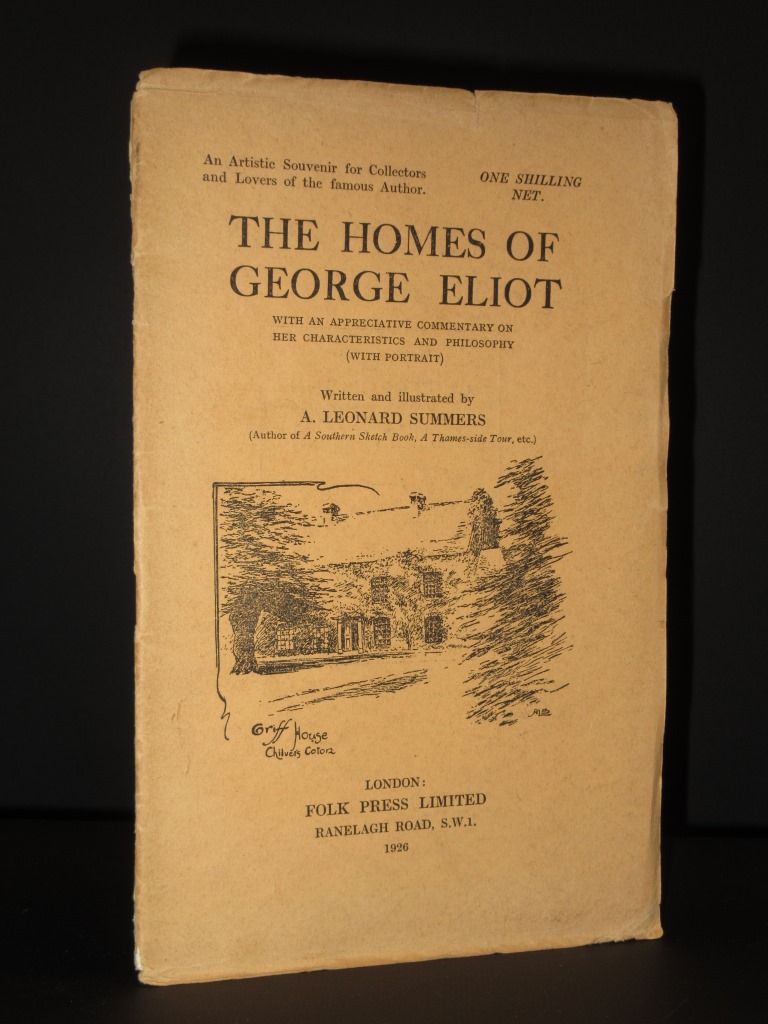 An Artistic Souvenir for Collectors
and Lovers of the famous Author.
ONE SHILLING
NET.
THE HOMES OF
GEORGE ELIOT
WITH AN APPRECIATIVE COMMENTARY ON
HER CHARACTERISTICS AND PHILOSOPHY
(WITH PORTRAIT)
Written and illustrated by
A. LEONARD SUMMERS
(Author of A Southern Sketch Book, A Thames-side Tour, etc.)
Griff House
Chilvers Coton
LONDON:
FOLK PRESS LIMITED
RANELAGH ROAD, S.W.1.
1926